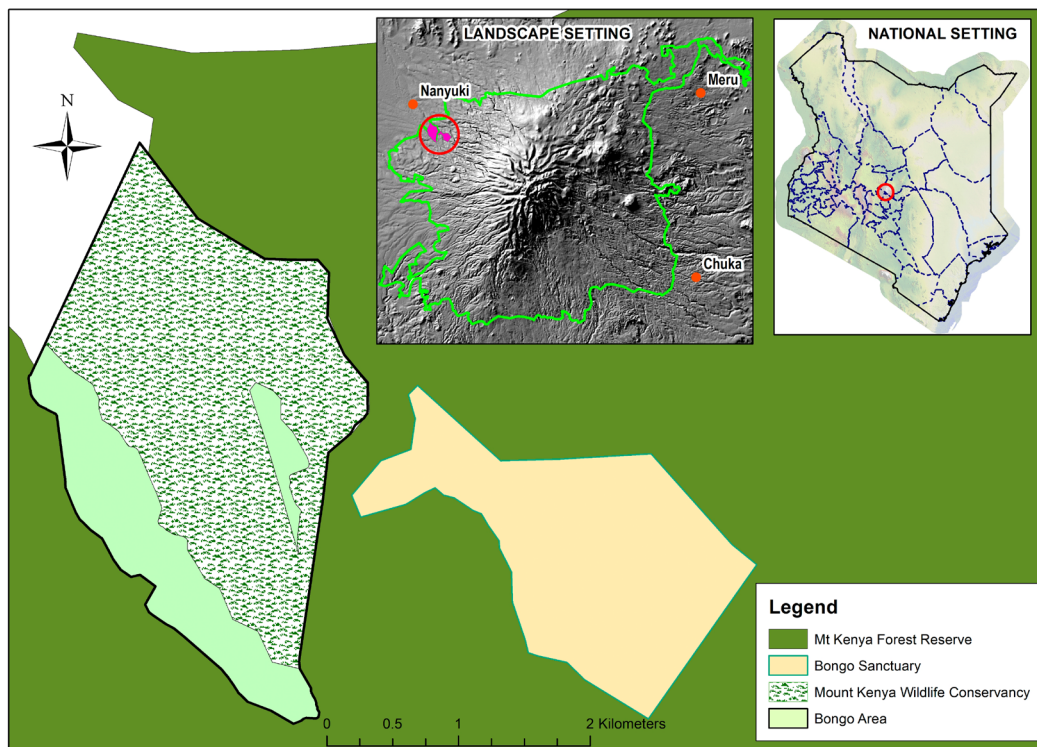 LANDSCAPE SETTING
NATIONAL SETTING
Nanyuki
Meru
N
Chuka
Legend
Mt Kenya Forest Reserve
Bongo Sanctuary
Mount Kenya Wildlife Conservancy
Bongo Area
0 0.5 1 2 Kilometers